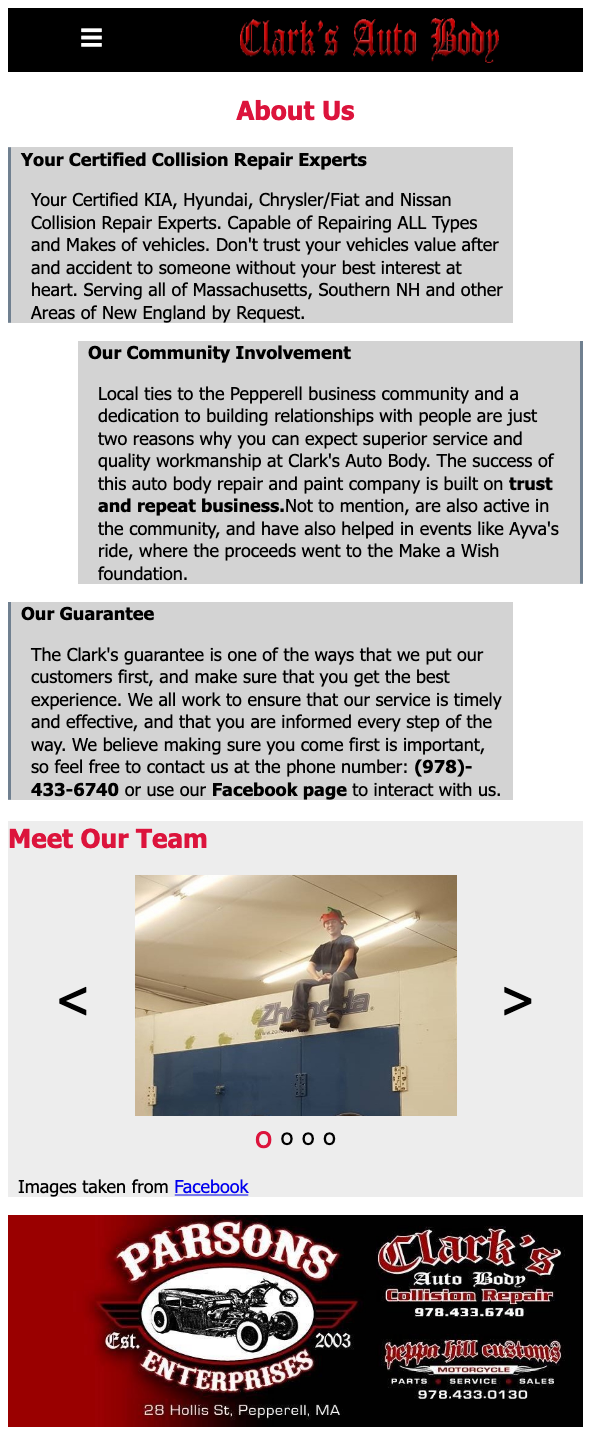 ☰
Clark's Auto Body
About Us
Your Certified Collision Repair Experts
Your Certified KIA, Hyundai, Chrysler/Fiat and Nissan
Collision Repair Experts. Capable of Repairing ALL Types
and Makes of vehicles. Don't trust your vehicles value after
and accident to someone without your best interest at
heart. Serving all of Massachusetts, Southern NH and other
Areas of New England by Request.
Our Community Involvement
Local ties to the Pepperell business community and a
dedication to building relationships with people are just
two reasons why you can expect superior service and
quality workmanship at Clark's Auto Body. The success of
this auto body repair and paint company is built on trust
and repeat business.Not to mention, are also active in
the community, and have also helped in events like Ayva's
ride, where the proceeds went to the Make a Wish
foundation.
Our Guarantee
The Clark's guarantee is one of the ways that we put our
customers first, and make sure that you get the best
experience. We all work to ensure that our service is timely
and effective, and that you are informed every step of the
way. We believe making sure you come first is important,
so feel free to contact us at the phone number: (978)-
433-6740 or use our Facebook page to interact with us.
Meet Our Team
< >
O O O O
Images taken from Facebook
PARSONS
Est. 2003
ENTERPRISES
28 Hollis St, Pepperell, MA
Clark's
Auto Body
Collision Repair
978.433.6740
peppa hill customs
MOTORCYCLE
PARTS ★ SERVICE ★ SALES
978.433.0130